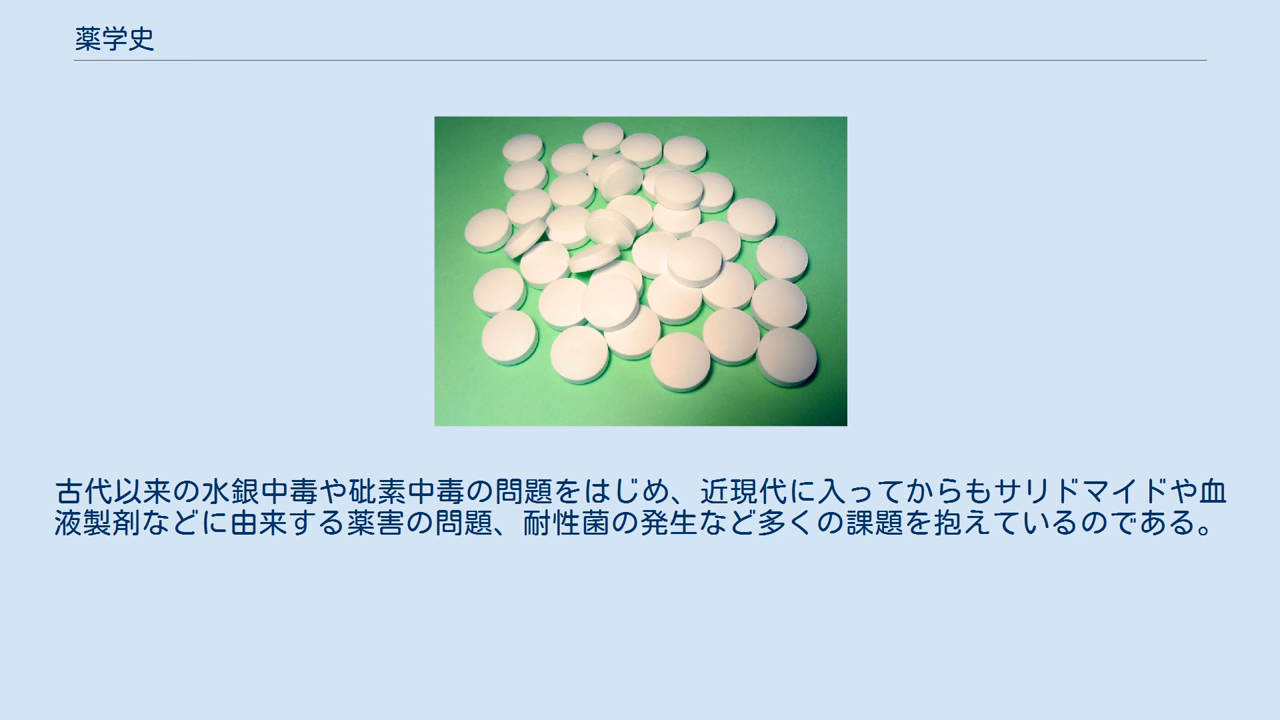 薬学史
古代以来の水銀中毒や砒素中毒の問題をはじめ、近現代に入ってからもサリドマイドや血
液製剤などに由来する薬害の問題、耐性菌の発生など多くの課題を抱えているのである。